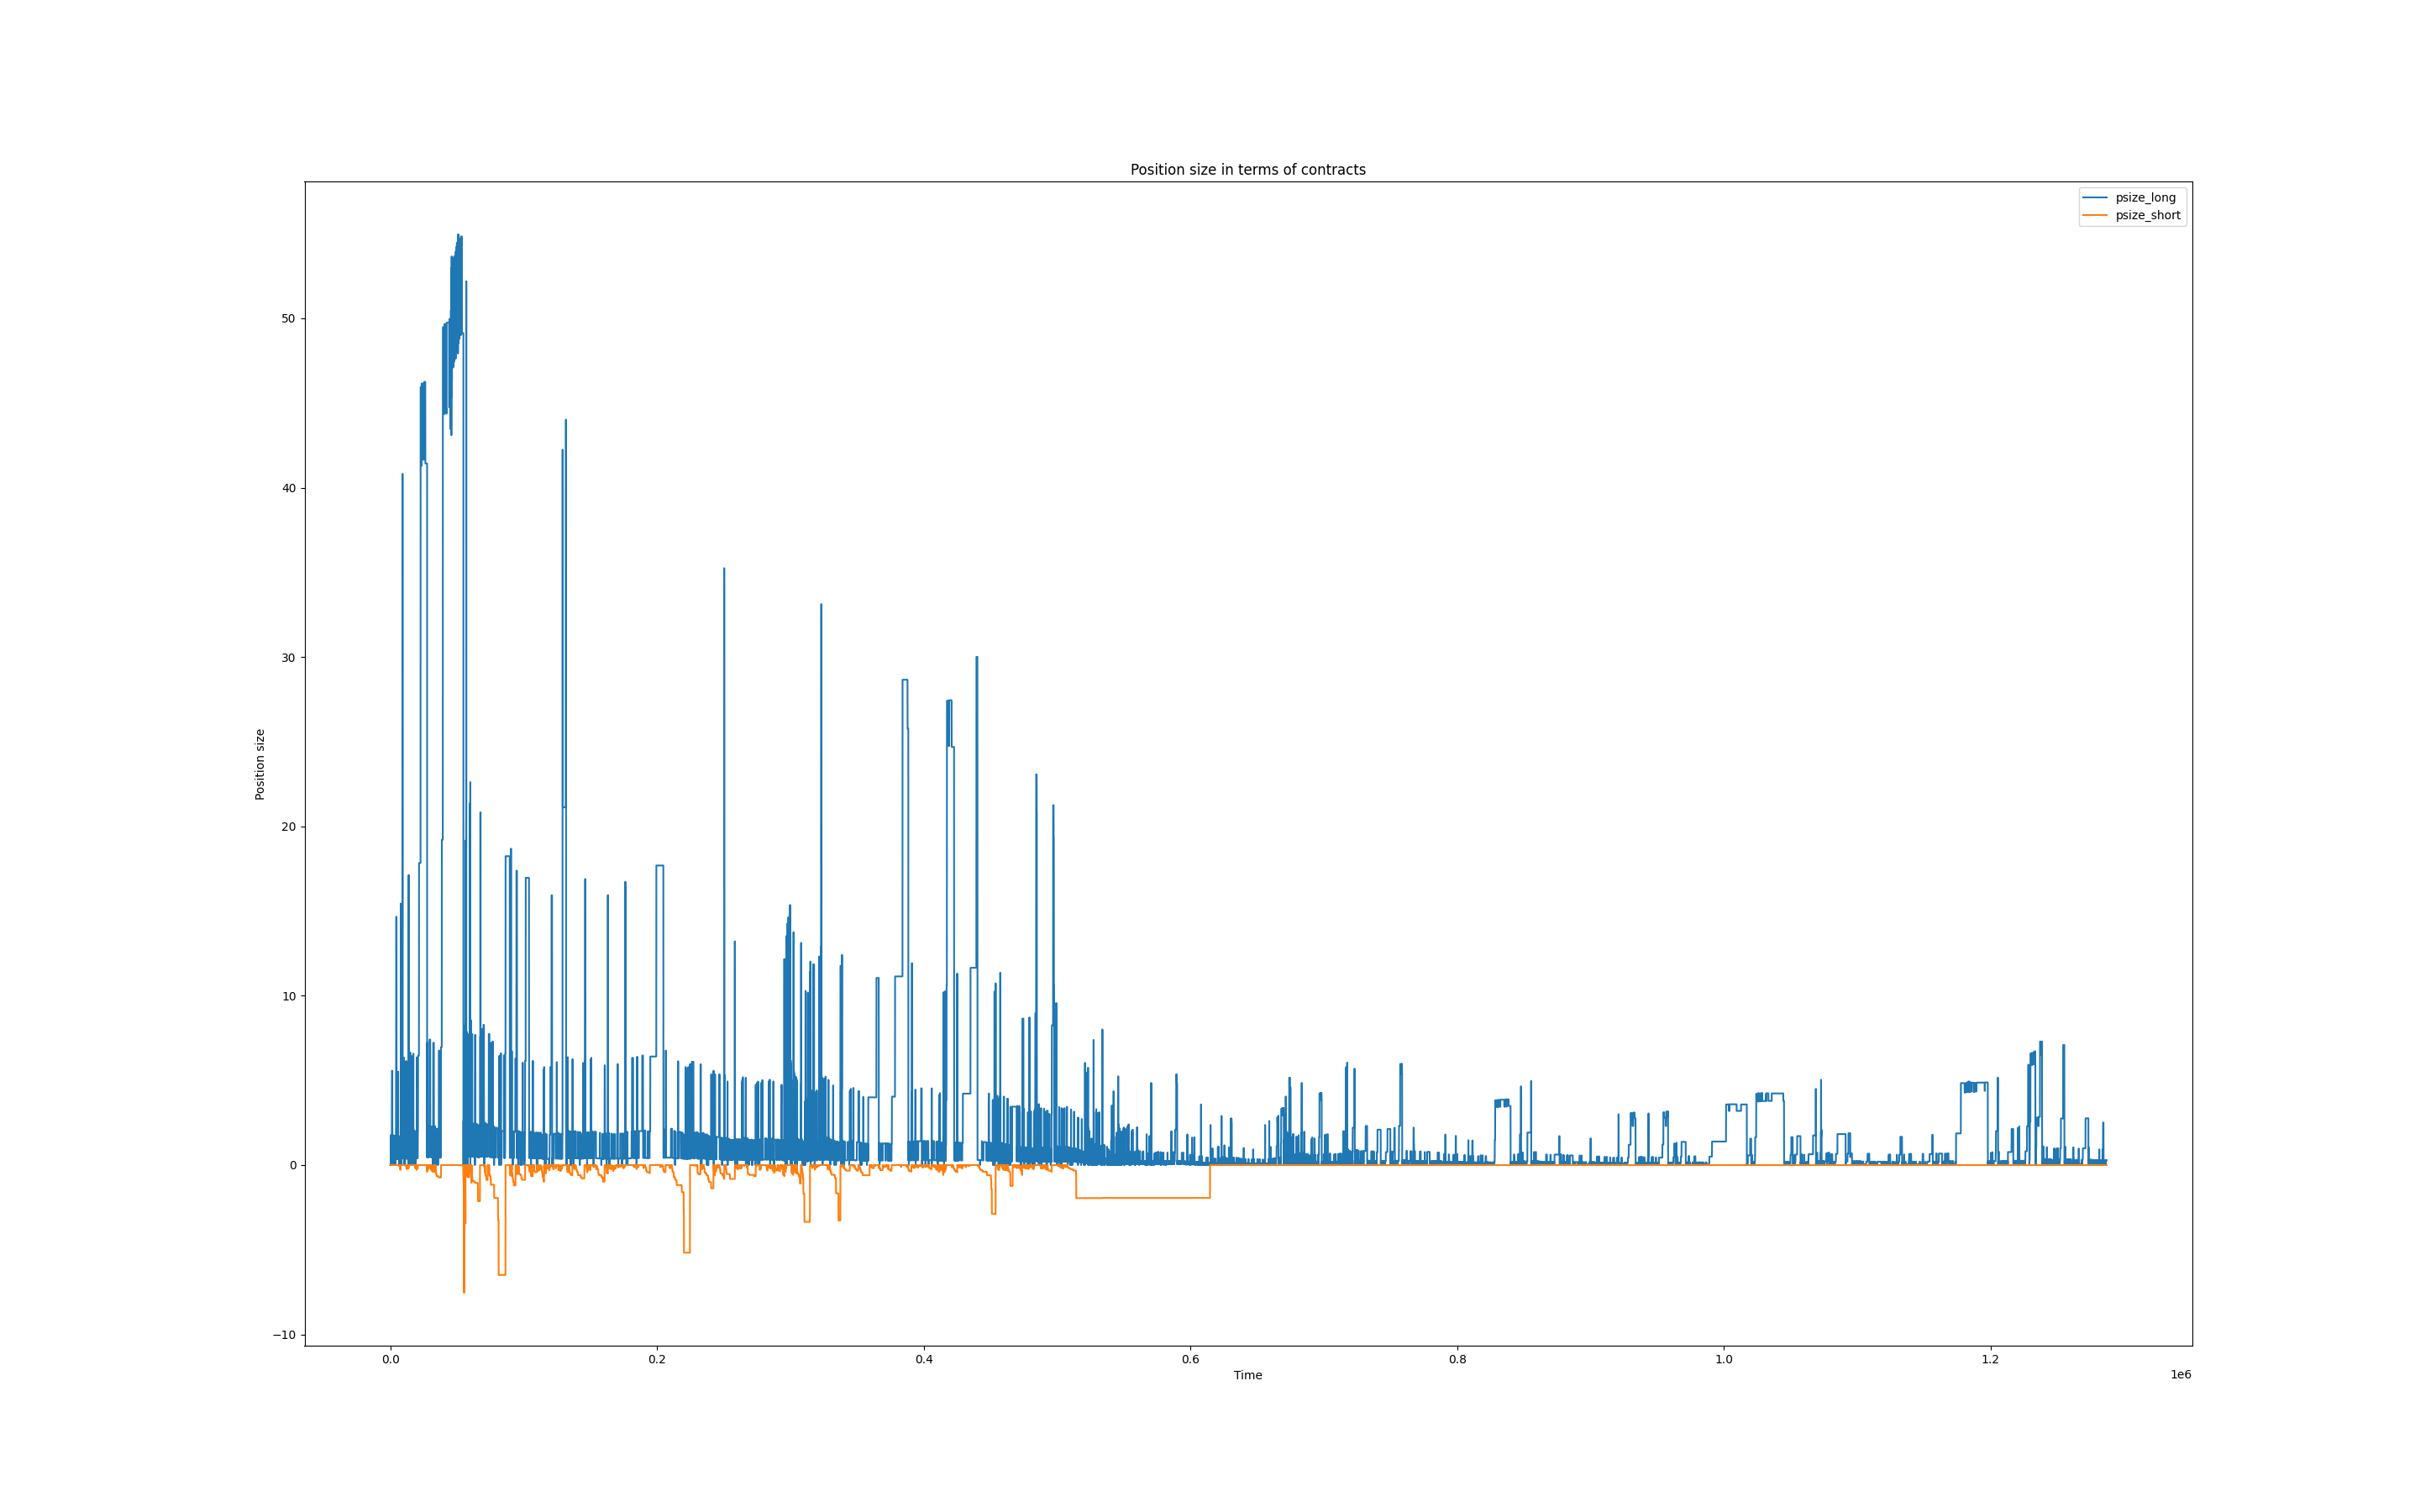 Position size in terms of contracts
psize_long
psize_short
Position size
50
40
30
20
10
0
−10
0.0 0.2 0.4 0.6 0.8 1.0 1.2
Time
1e6